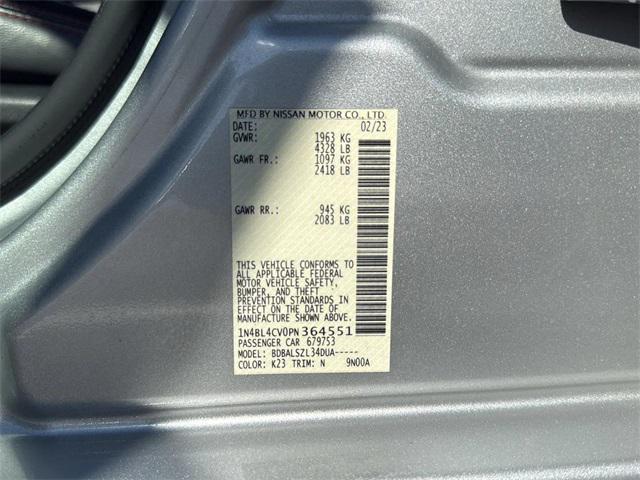 MFD BY NISSAN MOTOR CO., LTD.
DATE: 02/23
GVWR: 1963 KG
4328 LB
GAWR FR.: 1097 KG
2418 LB
GAWR RR.: 945 KG
2083 LB
THIS VEHICLE CONFORMS TO
ALL APPLICABLE FEDERAL
MOTOR VEHICLE SAFETY,
BUMPER, AND THEFT
PREVENTION STANDARDS IN
EFFECT ON THE DATE OF
MANUFACTURE SHOWN ABOVE.
1N4BL4CV0PN364551
PASSENGER CAR 679753
MODEL: BDBALSZL34DUA-----
COLOR: K23 TRIM: N 9N00A